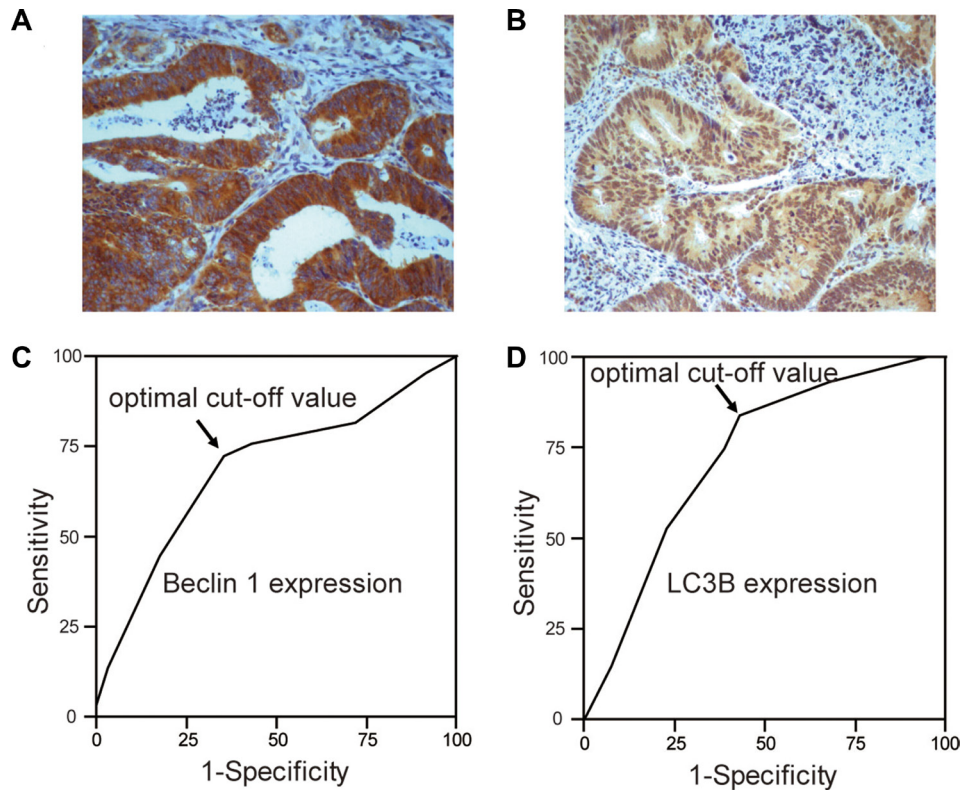 A
B
C
100
75
50
25
0
Sensitivity
optimal cut-off value
Beclin 1 expression
0
25
50
75
100
1-Specificity
D
100
75
50
25
0
Sensitivity
optimal cut-off value
LC3B expression
0
25
50
75
100
1-Specificity